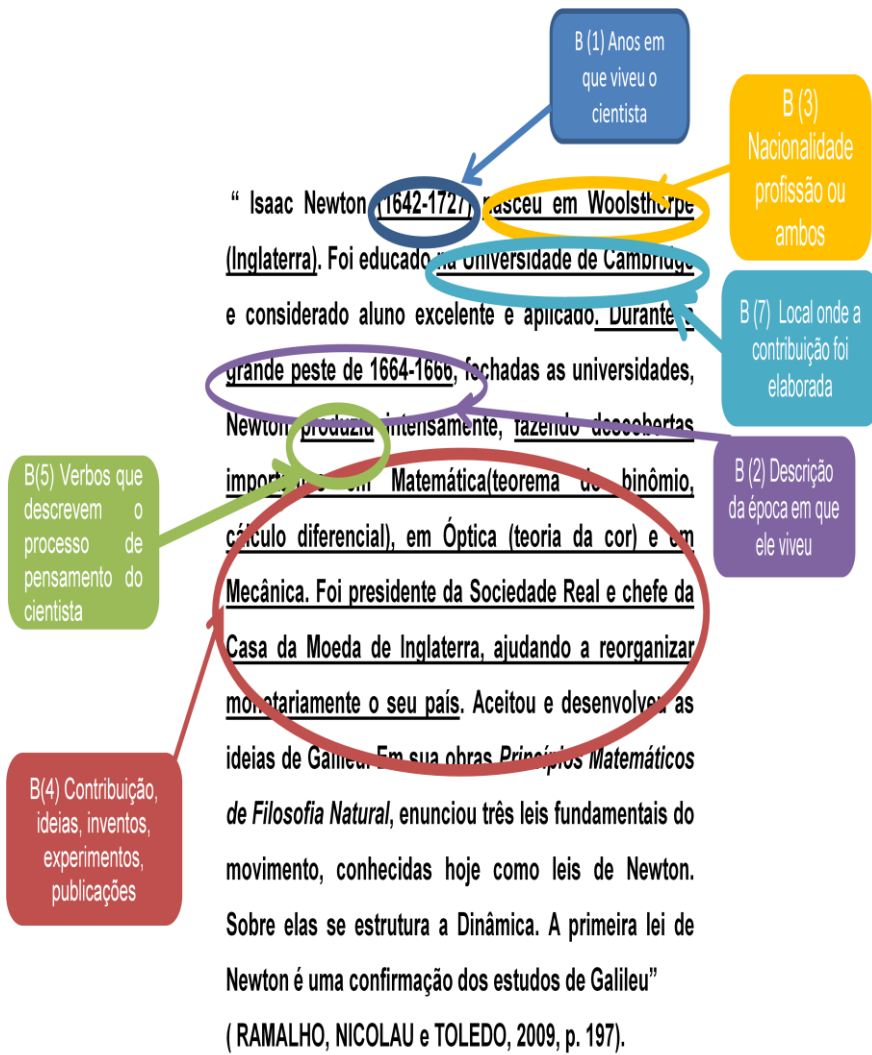 B (1) Anos em
que viveu o
cientista
B (3)
Nacionalidade
profissão ou
ambos
“ Isaac Newton (1642-1727) nasceu em Woolsthorpe
(Inglaterra). Foi educado na Universidade de Cambridge
e considerado aluno excelente e aplicado. Durante a
grande peste de 1664-1666, fechadas as universidades,
Newton produziu intensamente, fazendo descobertas
importantes em Matemática(teorema do binômio,
cálculo diferencial), em Óptica (teoria da cor) e em
Mecânica. Foi presidente da Sociedade Real e chefe da
Casa da Moeda de Inglaterra, ajudando a reorganizar
monetariamente o seu país. Aceitou e desenvolveu as
ideias de Galileu. Em sua obras Princípios Matemáticos
de Filosofia Natural, enunciou três leis fundamentais do
movimento, conhecidas hoje como leis de Newton.
Sobre elas se estrutura a Dinâmica. A primeira lei de
Newton é uma confirmação dos estudos de Galileu”
( RAMALHO, NICOLAU e TOLEDO, 2009, p. 197).
B (7) Local onde a
contribuição foi
elaborada
B (2) Descrição
da época em que
ele viveu
B(5) Verbos que
descrevem o
processo de
pensamento do
cientista
B(4) Contribuição,
ideias, inventos,
experimentos,
publicações